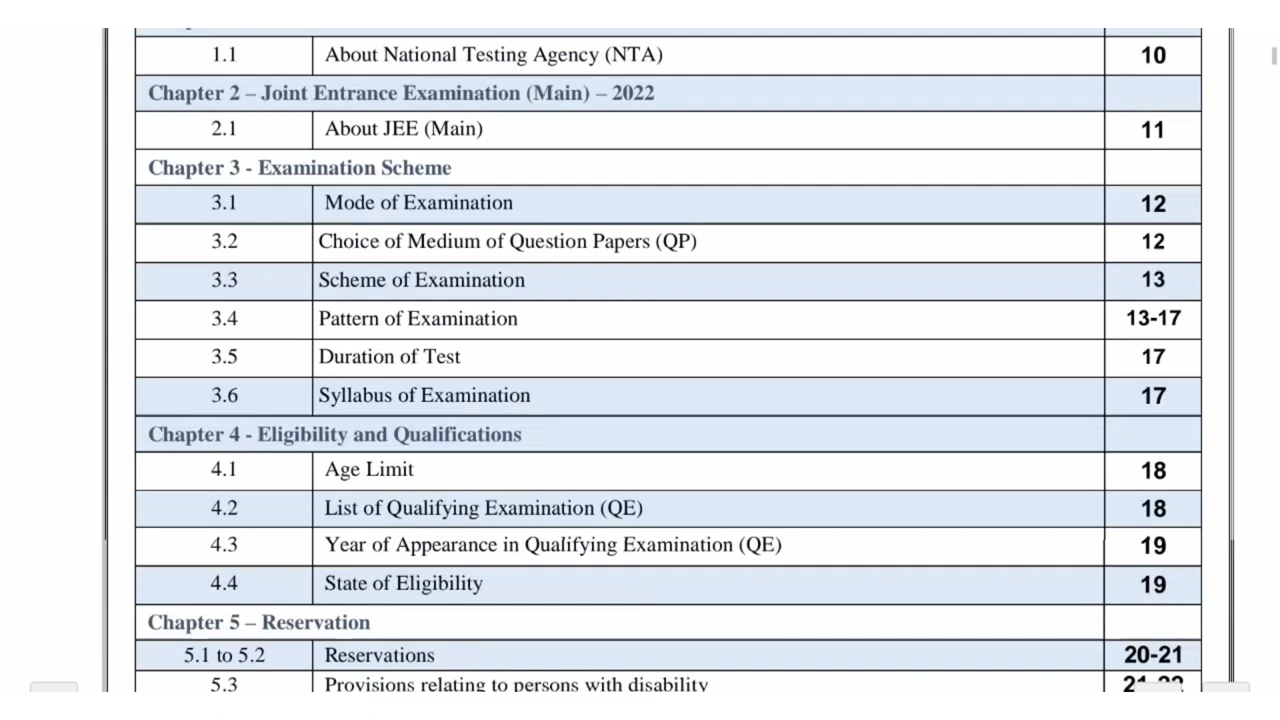 1.1 About National Testing Agency (NTA) 10
Chapter 2 – Joint Entrance Examination (Main) – 2022
2.1 About JEE (Main) 11
Chapter 3 - Examination Scheme
3.1 Mode of Examination 12
3.2 Choice of Medium of Question Papers (QP) 12
3.3 Scheme of Examination 13
3.4 Pattern of Examination 13-17
3.5 Duration of Test 17
3.6 Syllabus of Examination 17
Chapter 4 - Eligibility and Qualifications
4.1 Age Limit 18
4.2 List of Qualifying Examination (QE) 18
4.3 Year of Appearance in Qualifying Examination (QE) 19
4.4 State of Eligibility 19
Chapter 5 – Reservation
5.1 to 5.2 Reservations 20-21
5.3 Provisions relating to persons with disability